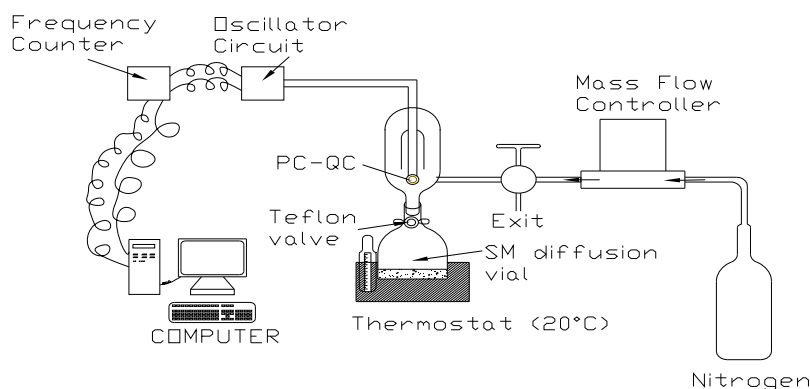 Frequency
Counter
Oscillator
Circuit
Mass Flow
Controller
PC-QC
Exit
Teflon
valve
SM diffusion
vial
COMPUTER
Thermostat (20°C)
Nitrogen